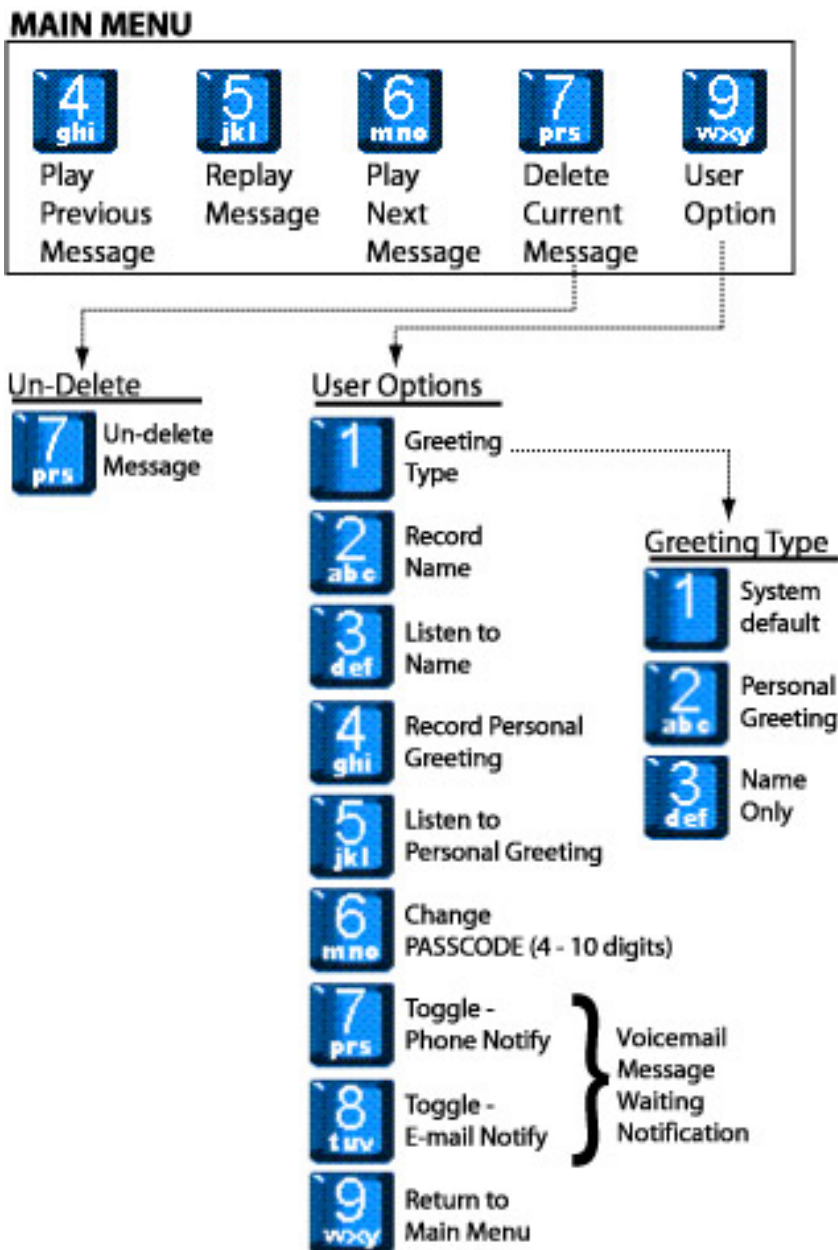 MAIN MENU
4
ghi
Play
Previous
Message
5
jkl
Replay
Message
6
mno
Play
Next
Message
7
prs
Delete
Current
Message
9
wxy
User
Option
Un-Delete
7
prs
Un-delete
Message
User Options
1
Greeting
Type
2
abc
Record
Name
3
def
Listen to
Name
4
ghi
Record Personal
Greeting
5
jkl
Listen to
Personal Greeting
6
mno
Change
PASSCODE (4 - 10 digits)
7
prs
Toggle -
Phone Notify
8
tuv
Toggle -
E-mail Notify
Voicemail
Message
Waiting
Notification
9
wxy
Return to
Main Menu
Greeting Type
1
System
default
2
abc
Personal
Greeting
3
def
Name
Only